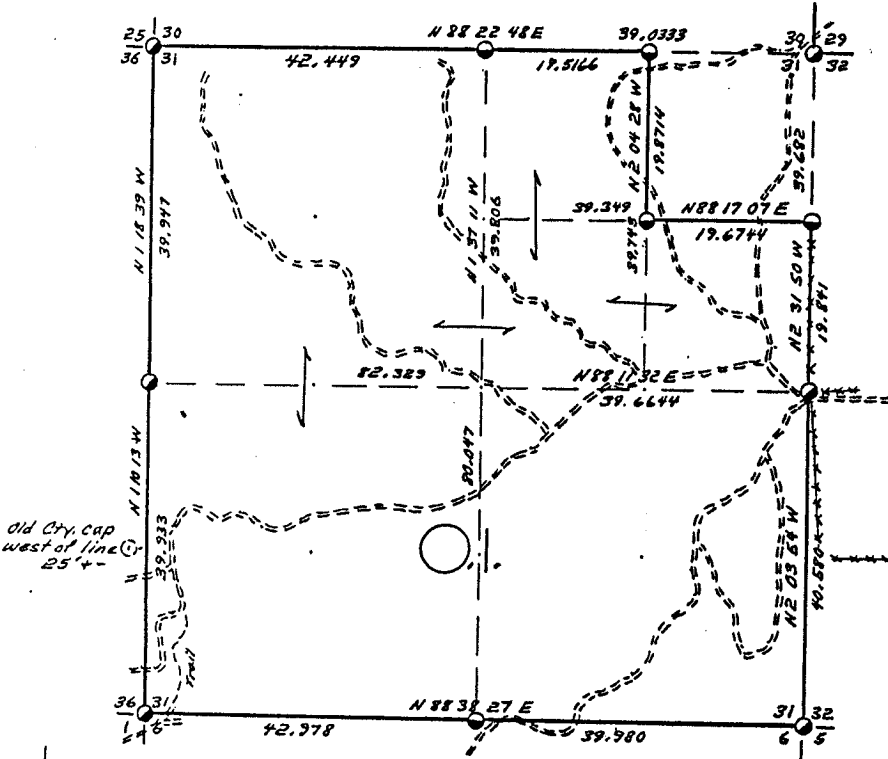 25 30
36 31
N 88 22 48 E
39.0333
30 29
31 32
42.449
19.5166
N 1 18 39 W
39.947
N 1 37 11 W
39.806
N2 04 28 W
19.8714
39.682
39.349
N88 17 07 E
19.6744
39.745
N2 31 50 W
19.841
82.389
N88 11 32 E
39.6644
N 1 10 13 W
39.933
80.047
Old Cty. Cap
west of line
25' +-
N2 03 54 W
40.580
Trail
36 31
1 6
N 88 38 27 E
42.978
39.980
31 32
6 5